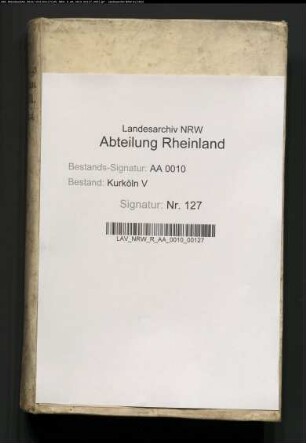 Landesarchiv NRW
Abteilung Rheinland
Bestands-Signatur: AA 0010
Bestand: Kurköln V
Signatur: Nr. 127
LAV_NRW_R_AA_0010_00127